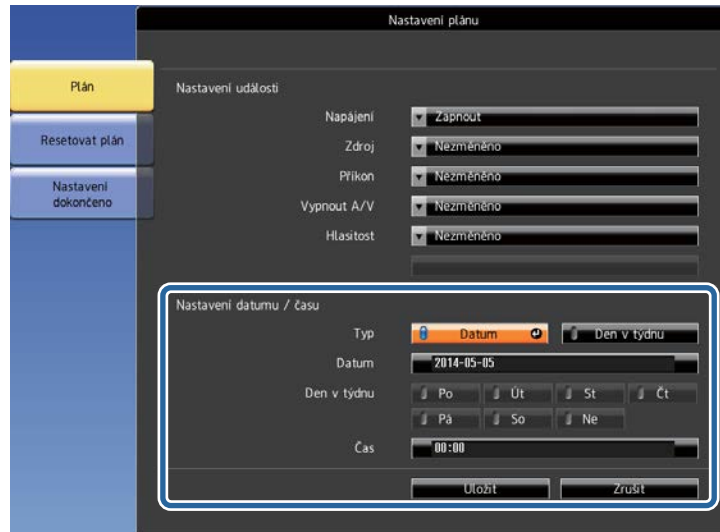 Nastavení plánu
Plán
Resetovat plán
Nastavení
dokončeno
Nastavení události
Napájení Zapnout
Zdroj Nezměněno
Příkon Nezměněno
Vypnout A/V Nezměněno
Hlasitost Nezměněno
Nastavení datumu / času
Typ Datum Den v týdnu
Datum 2014-05-05
Den v týdnu Po Út St Čt
Pá So Ne
Čas 00:00
Uložit Zrušit